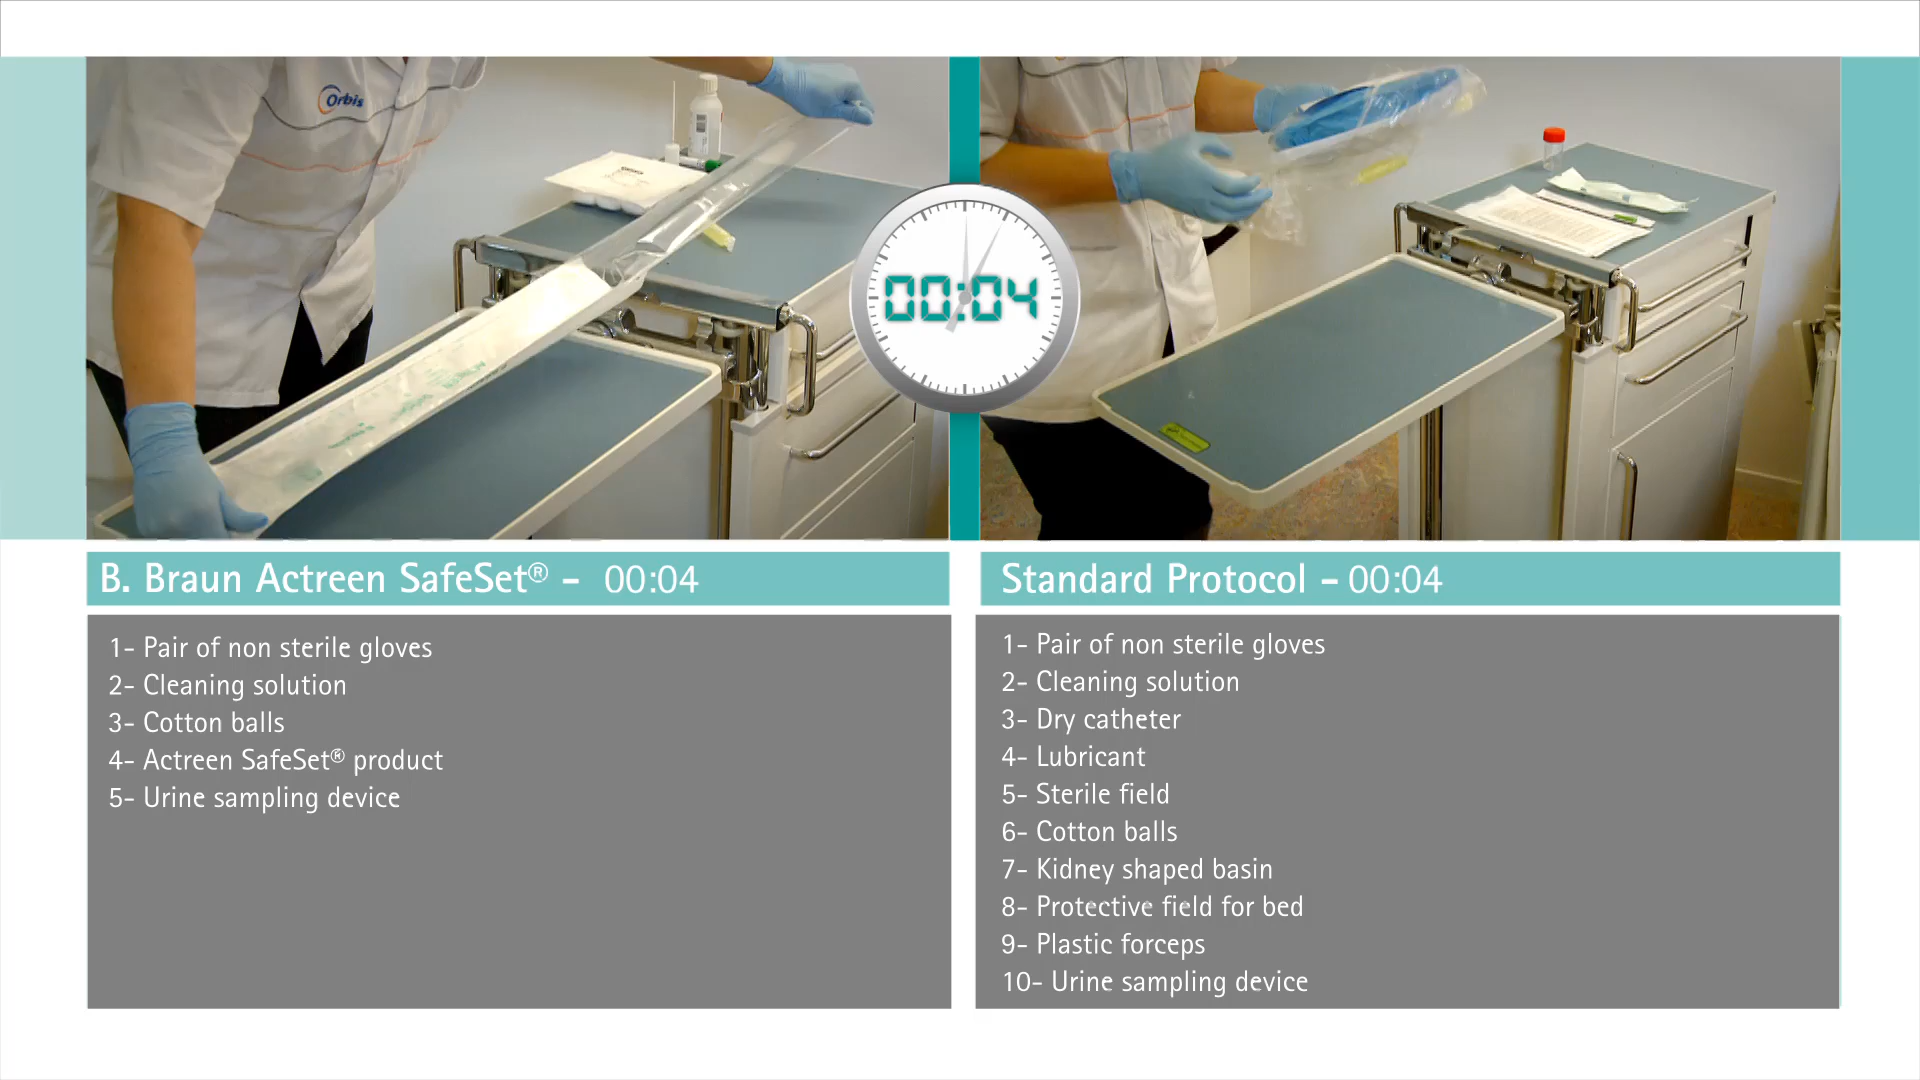 Orbis
00:04
B. Braun Actreen SafeSet® - 00:04
1- Pair of non sterile gloves
2- Cleaning solution
3- Cotton balls
4- Actreen SafeSet® product
5- Urine sampling device
Standard Protocol - 00:04
1- Pair of non sterile gloves
2- Cleaning solution
3- Dry catheter
4- Lubricant
5- Sterile field
6- Cotton balls
7- Kidney shaped basin
8- Protective field for bed
9- Plastic forceps
10- Urine sampling device